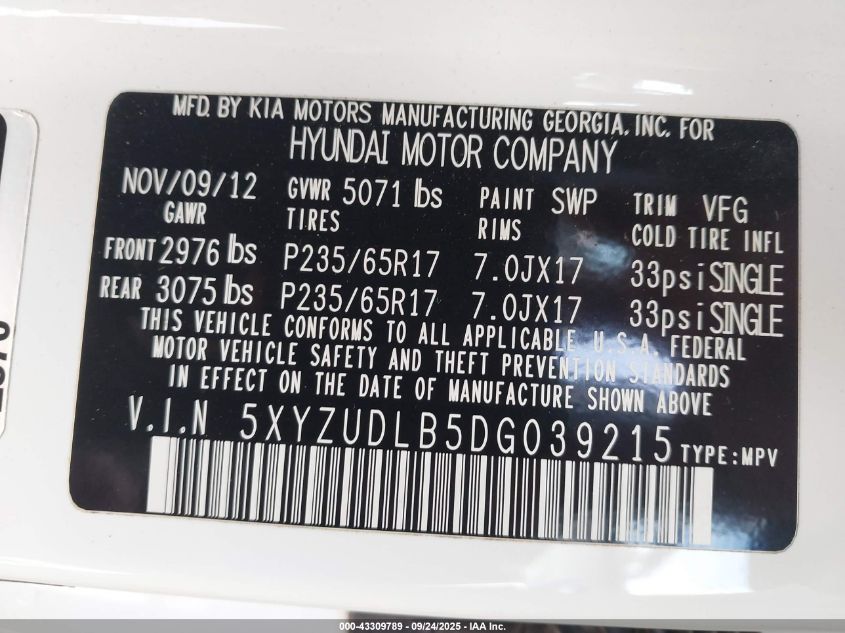 MFD. BY KIA MOTORS MANUFACTURING GEORGIA, INC. FOR
HYUNDAI MOTOR COMPANY
NOV/09/12 GVWR 5071 lbs PAINT SWP TRIM VFG
GAWR TIRES RIMS COLD TIRE INFL
FRONT 2976 lbs P235/65R17 7.0JX17 33psi SINGLE
REAR 3075 lbs P235/65R17 7.0JX17 33psi SINGLE
THIS VEHICLE CONFORMS TO ALL APPLICABLE U.S.A. FEDERAL
MOTOR VEHICLE SAFETY AND THEFT PREVENTION STANDARDS
IN EFFECT ON THE DATE OF MANUFACTURE SHOWN ABOVE
V.I.N 5XYZUDLB5DG039215 TYPE:MPV
000-43309789 - 09/24/2025 - IAA Inc.